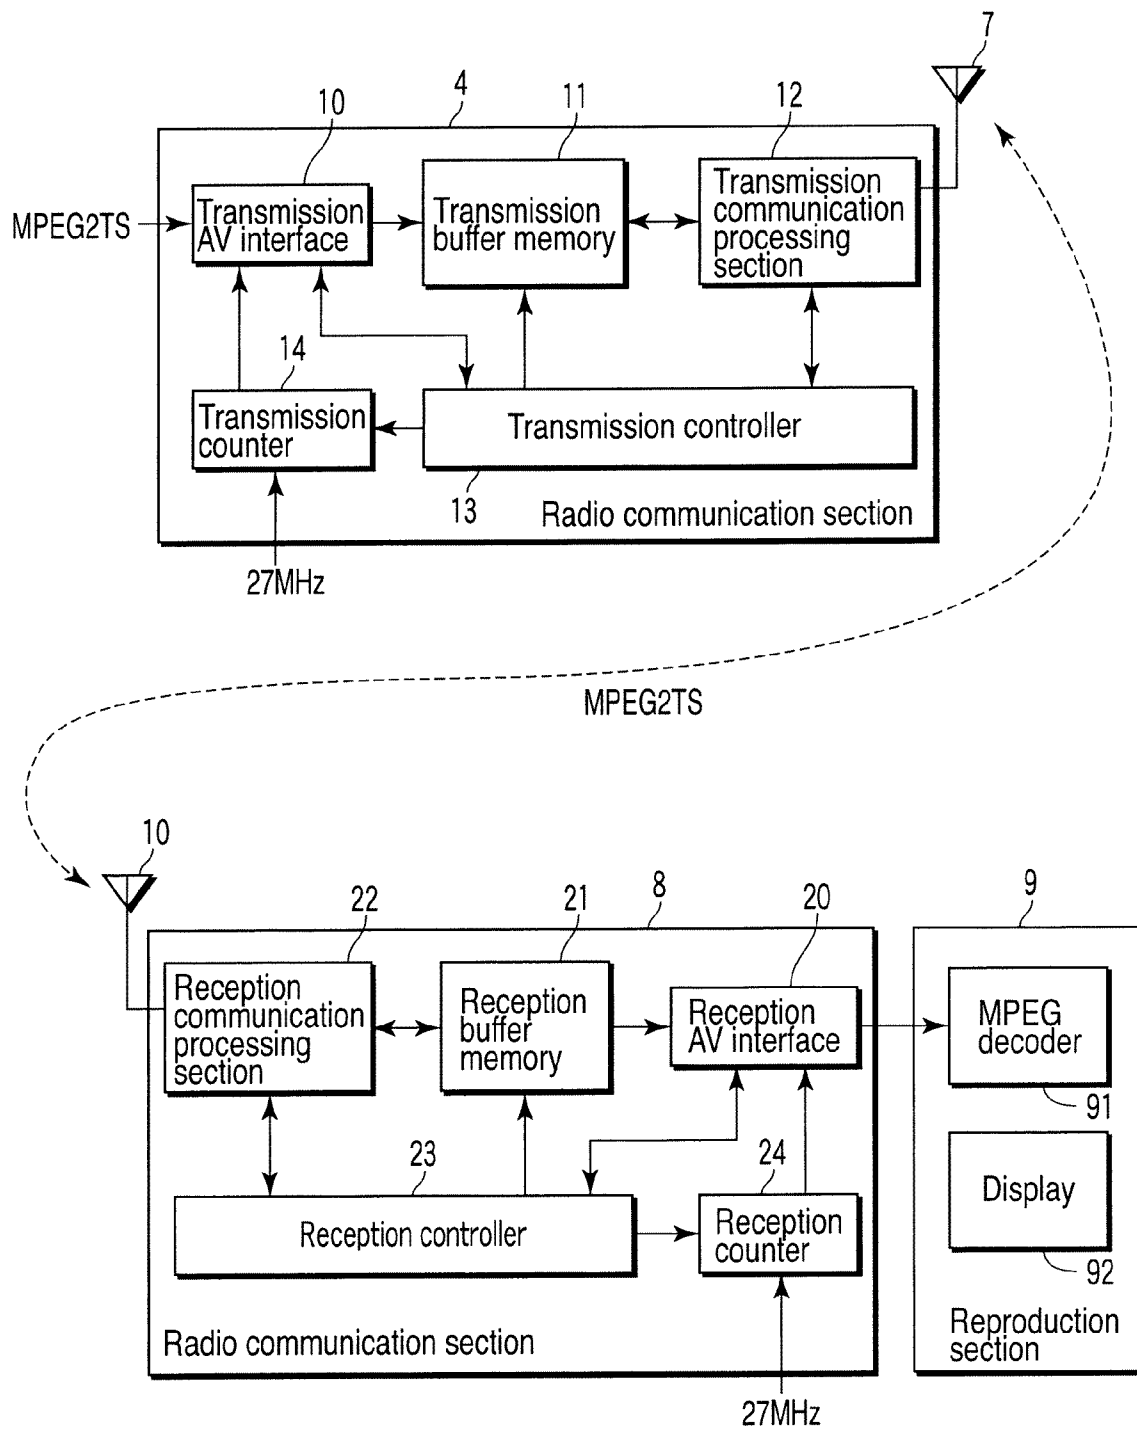 7
4
10
11
12
MPEG2TS
Transmission
AV interface
Transmission
buffer memory
Transmission
communication
processing
section
14
Transmission
counter
Transmission controller
13
Radio communication section
27MHz
MPEG2TS
10
22
21
8
20
9
Reception
communication
processing
section
Reception
buffer
memory
Reception
AV interface
MPEG
decoder
91
23
24
Reception controller
Reception
counter
Display
92
Radio communication section
Reproduction
section
27MHz